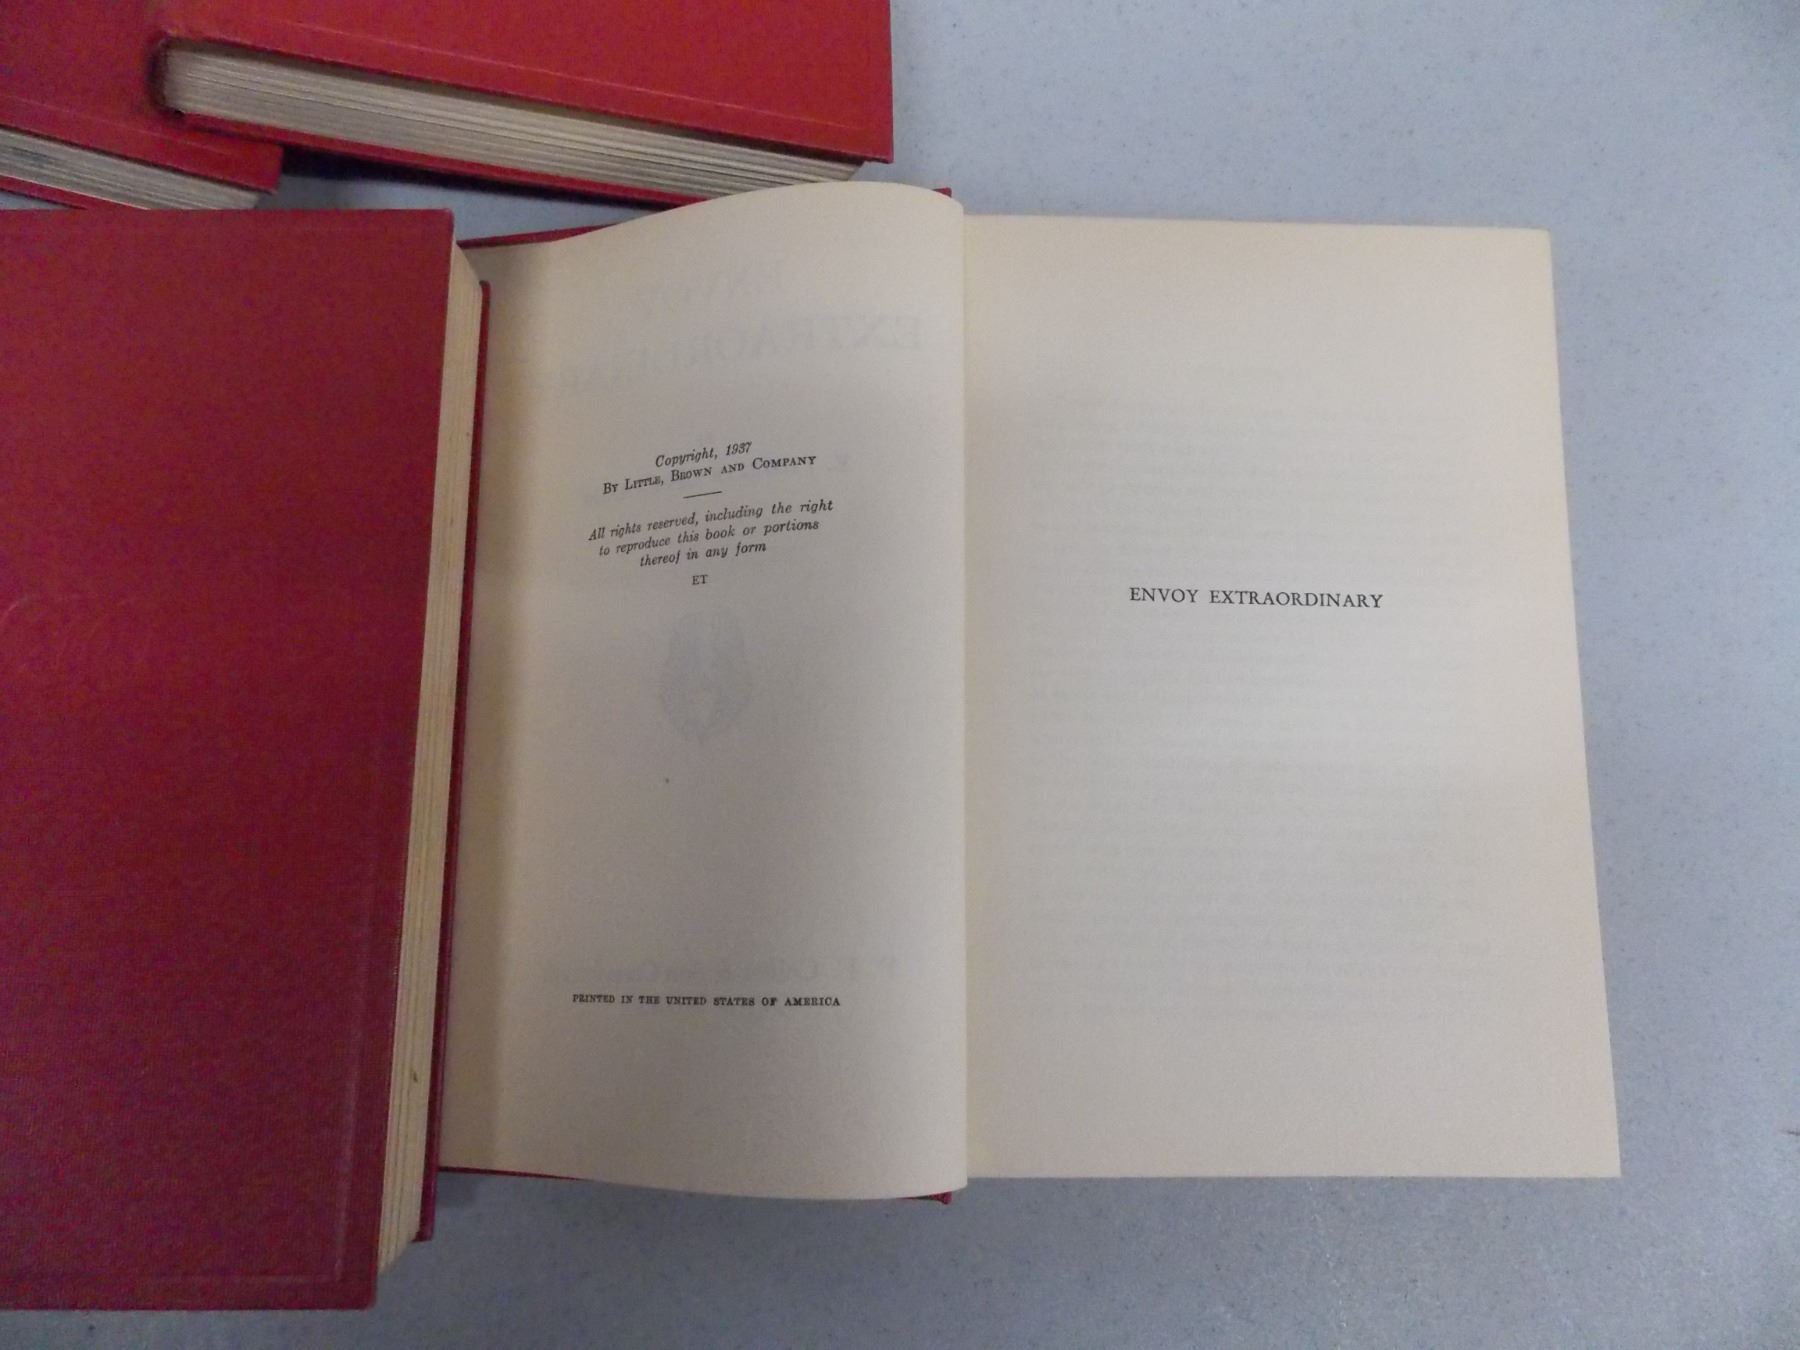 Copyright, 1937
By Little, Brown and Company
All rights reserved, including the right
to reproduce this book or portions
thereof in any form
ET
PRINTED IN THE UNITED STATES OF AMERICA
ENVOY EXTRAORDINARY